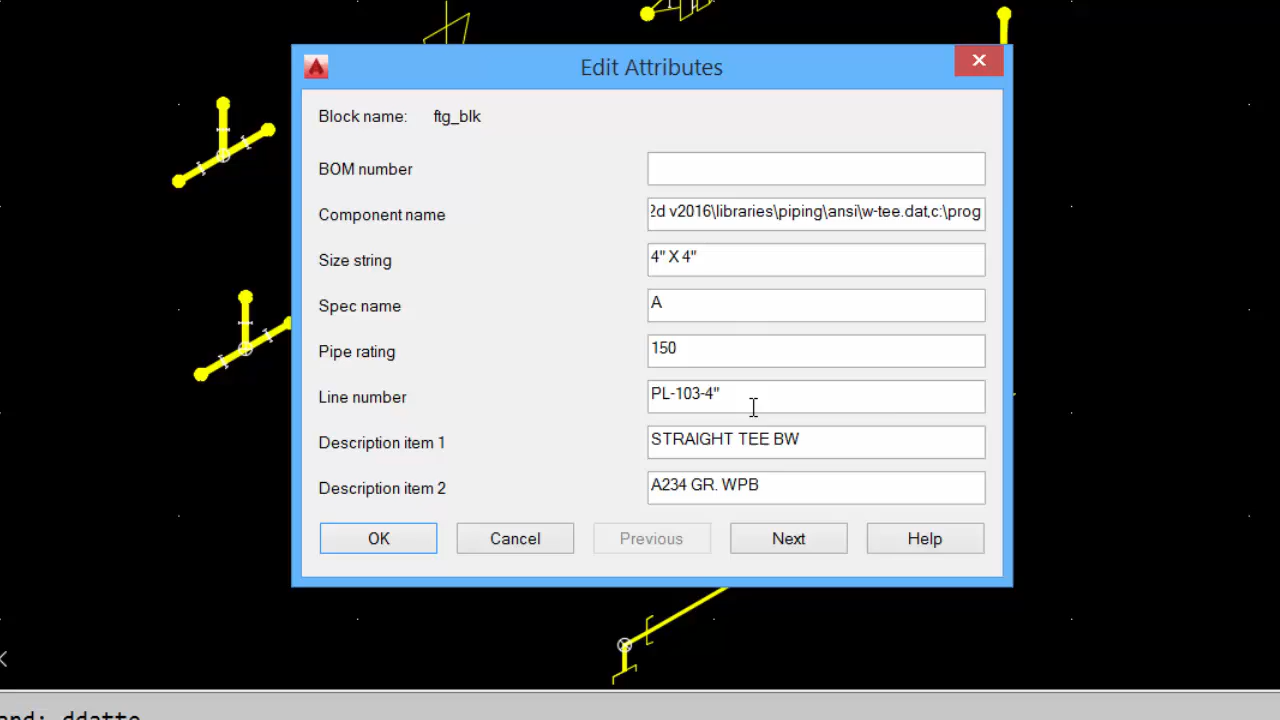 Edit Attributes
Block name: ftg_blk
BOM number
Component name 2d v2016\libraries\piping\ansi\w-tee.dat,c:\prog
Size string 4" X 4"
Spec name A
Pipe rating 150
Line number PL-103-4"
Description item 1 STRAIGHT TEE BW
Description item 2 A234 GR. WPB
OK Cancel Previous Next Help